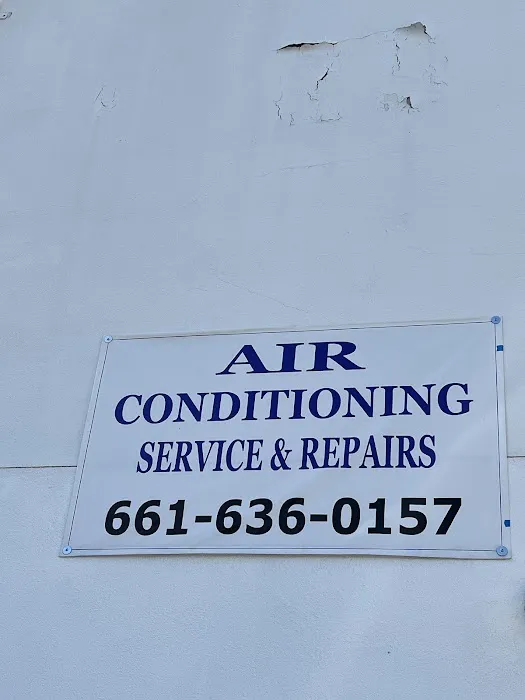 AIR
CONDITIONING
SERVICE & REPAIRS
661-636-0157